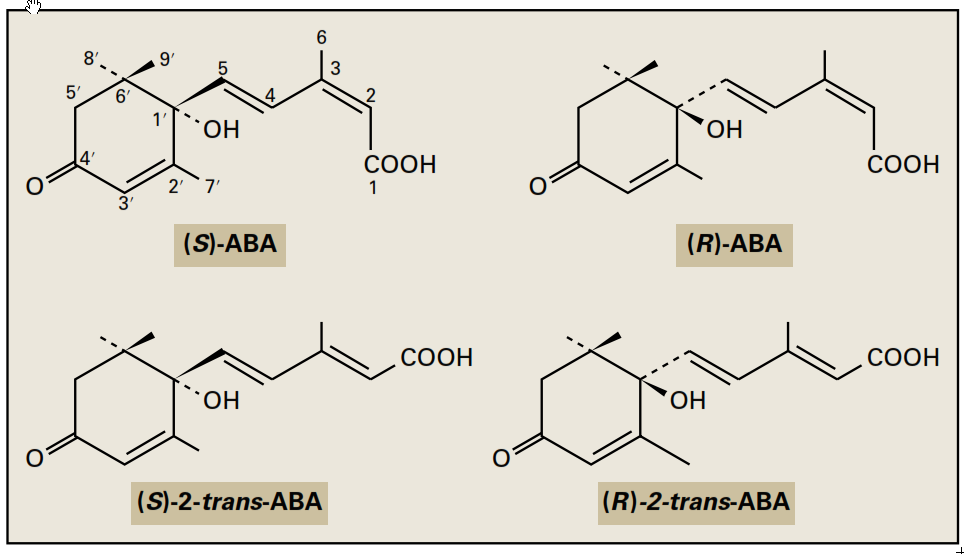 6
8′ 9′ 5 3
5′ 6′ 4 2
1′ OH
4′ COOH
O 2′ 7′ 1
3′
(S)-ABA
OH
COOH
O
(R)-ABA
COOH
OH
O
(S)-2-trans-ABA
COOH
OH
O
(R)-2-trans-ABA